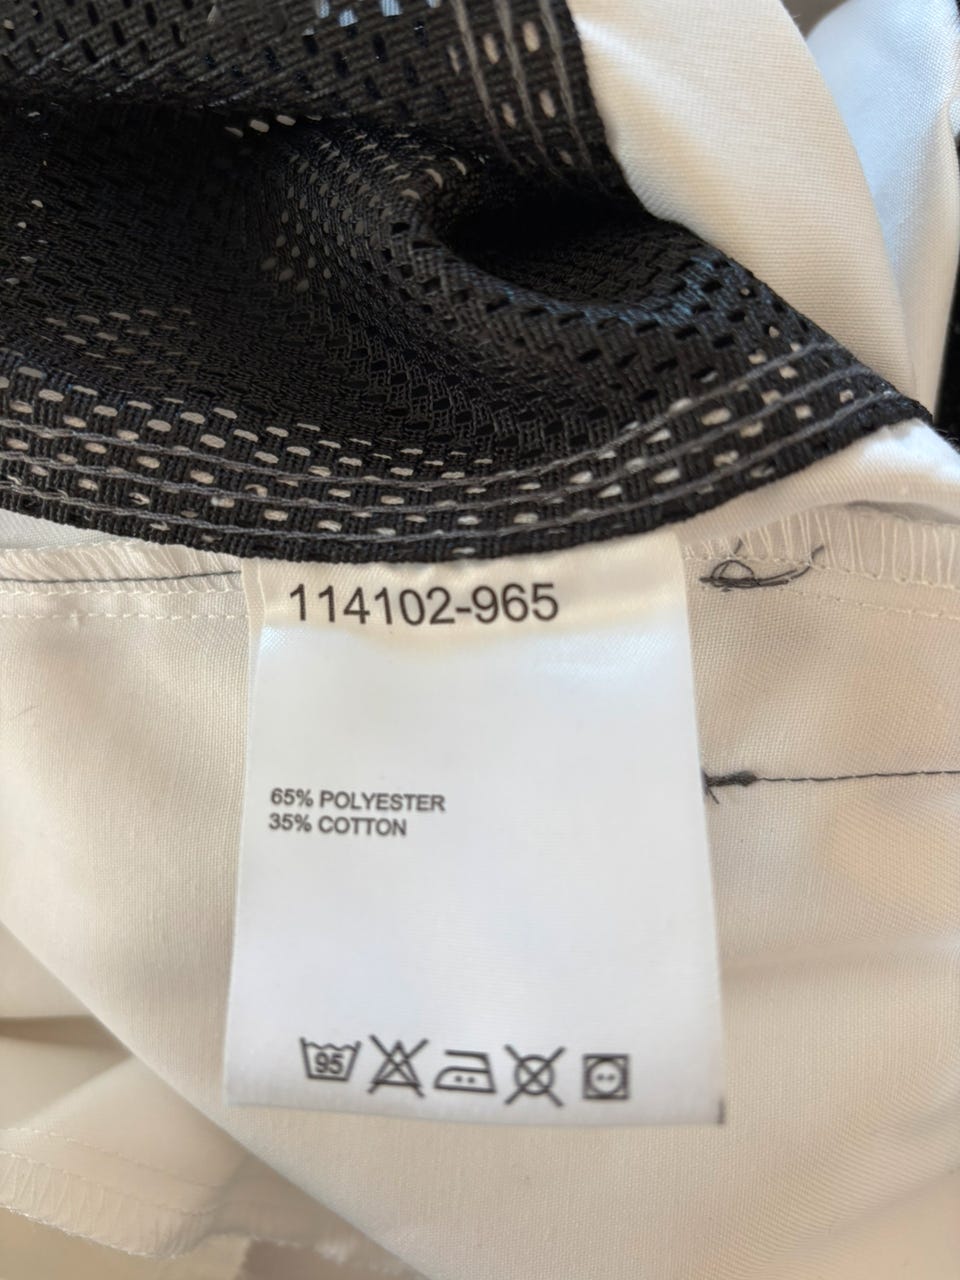 114102-965
65% POLYESTER
35% COTTON
95